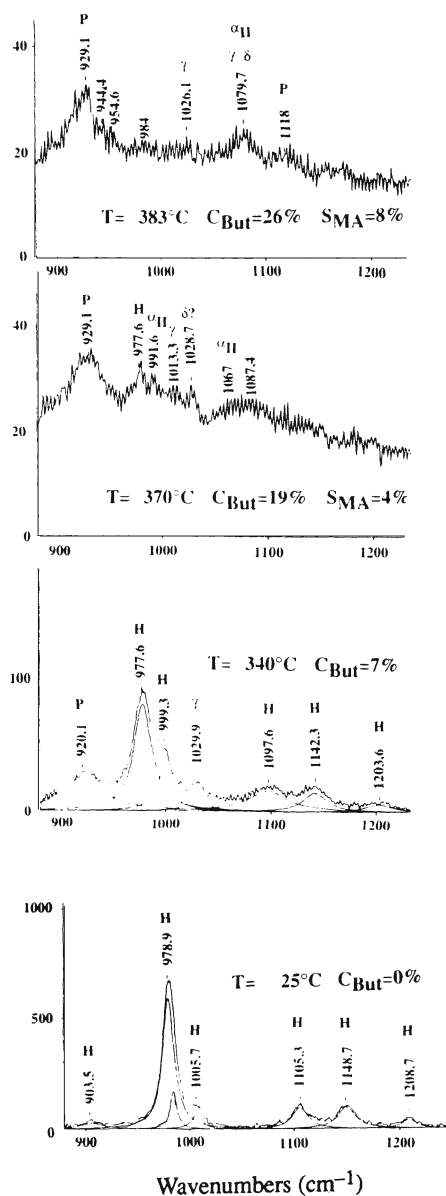 P
αH
929.1
944.4
954.6
984
γ
1026.1
γ δ
1079.7
P
1118
40
20
0
T= 383°C CBut=26% SMA=8%
900 1000 1100 1200
P
929.1
H
977.6
αH
991.6
γ
1013.3
δ?
1028.7
αH
1067
1087.4
40
20
0
T= 370°C CBut=19% SMA=4%
900 1000 1100 1200
H
977.6
H
999.3
P
920.1
γ
1029.9
H
1097.6
H
1142.3
H
1203.6
T= 340°C CBut=7%
100
0
900 1000 1100 1200
1000
H
978.9
T= 25°C CBut=0%
500
H
903.5
H
1005.7
H
1105.3
H
1148.7
H
1208.7
0
900 1000 1100 1200
Wavenumbers (cm⁻¹)